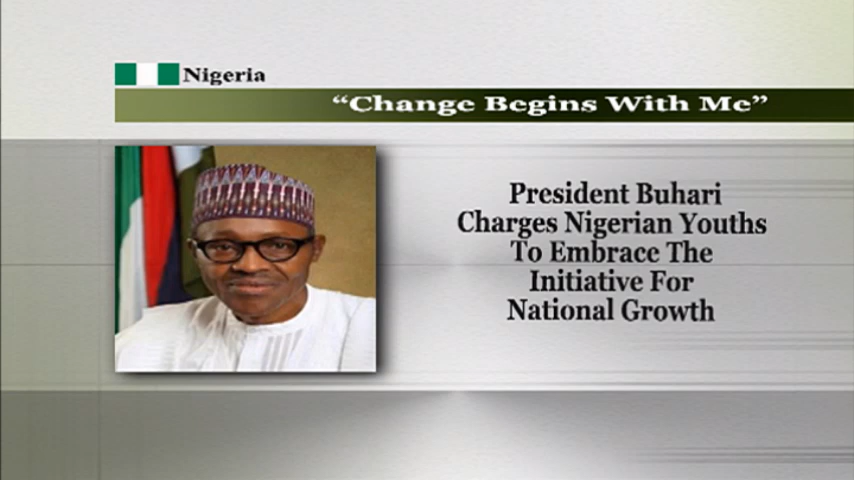 Nigeria
“Change Begins With Me”
President Buhari
Charges Nigerian Youths
To Embrace The
Initiative For
National Growth